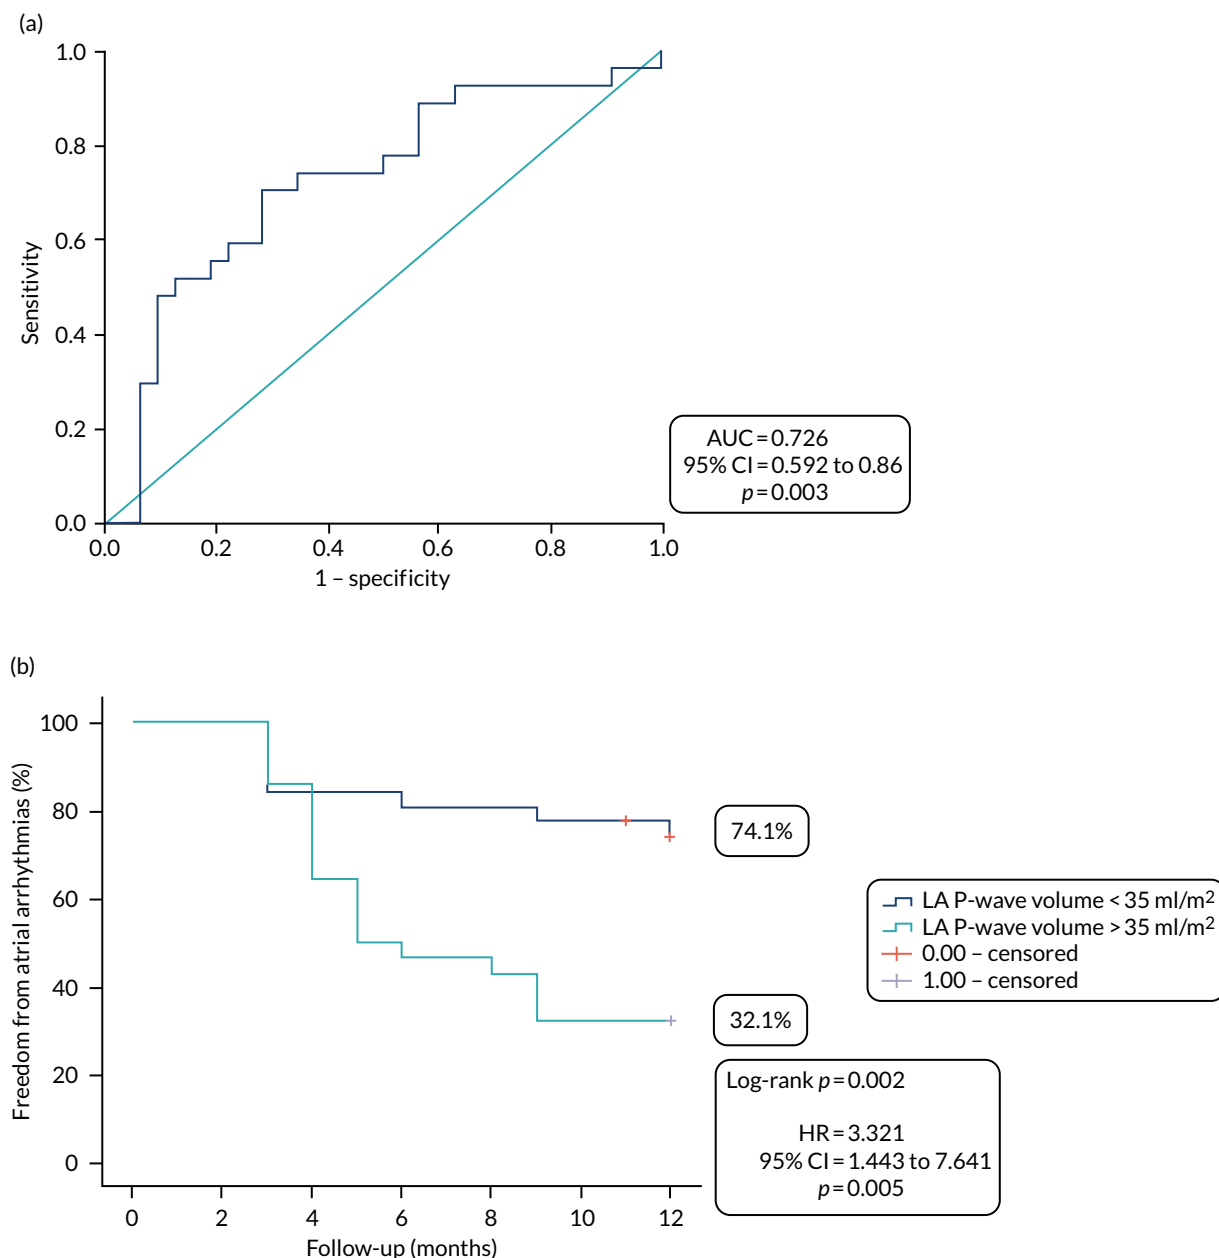 (a)
1.0
0.8
0.6
0.4
0.2
0.0
Sensitivity
0.0 0.2 0.4 0.6 0.8 1.0
1 – specificity
AUC = 0.726
95% CI = 0.592 to 0.86
p = 0.003
(b)
100
80
60
40
20
0
Freedom from atrial arrhythmias (%)
0 2 4 6 8 10 12
Follow-up (months)
74.1%
32.1%
LA P-wave volume < 35 ml/m²
LA P-wave volume > 35 ml/m²
0.00 – censored
1.00 – censored
Log-rank p = 0.002
HR = 3.321
95% CI = 1.443 to 7.641
p = 0.005